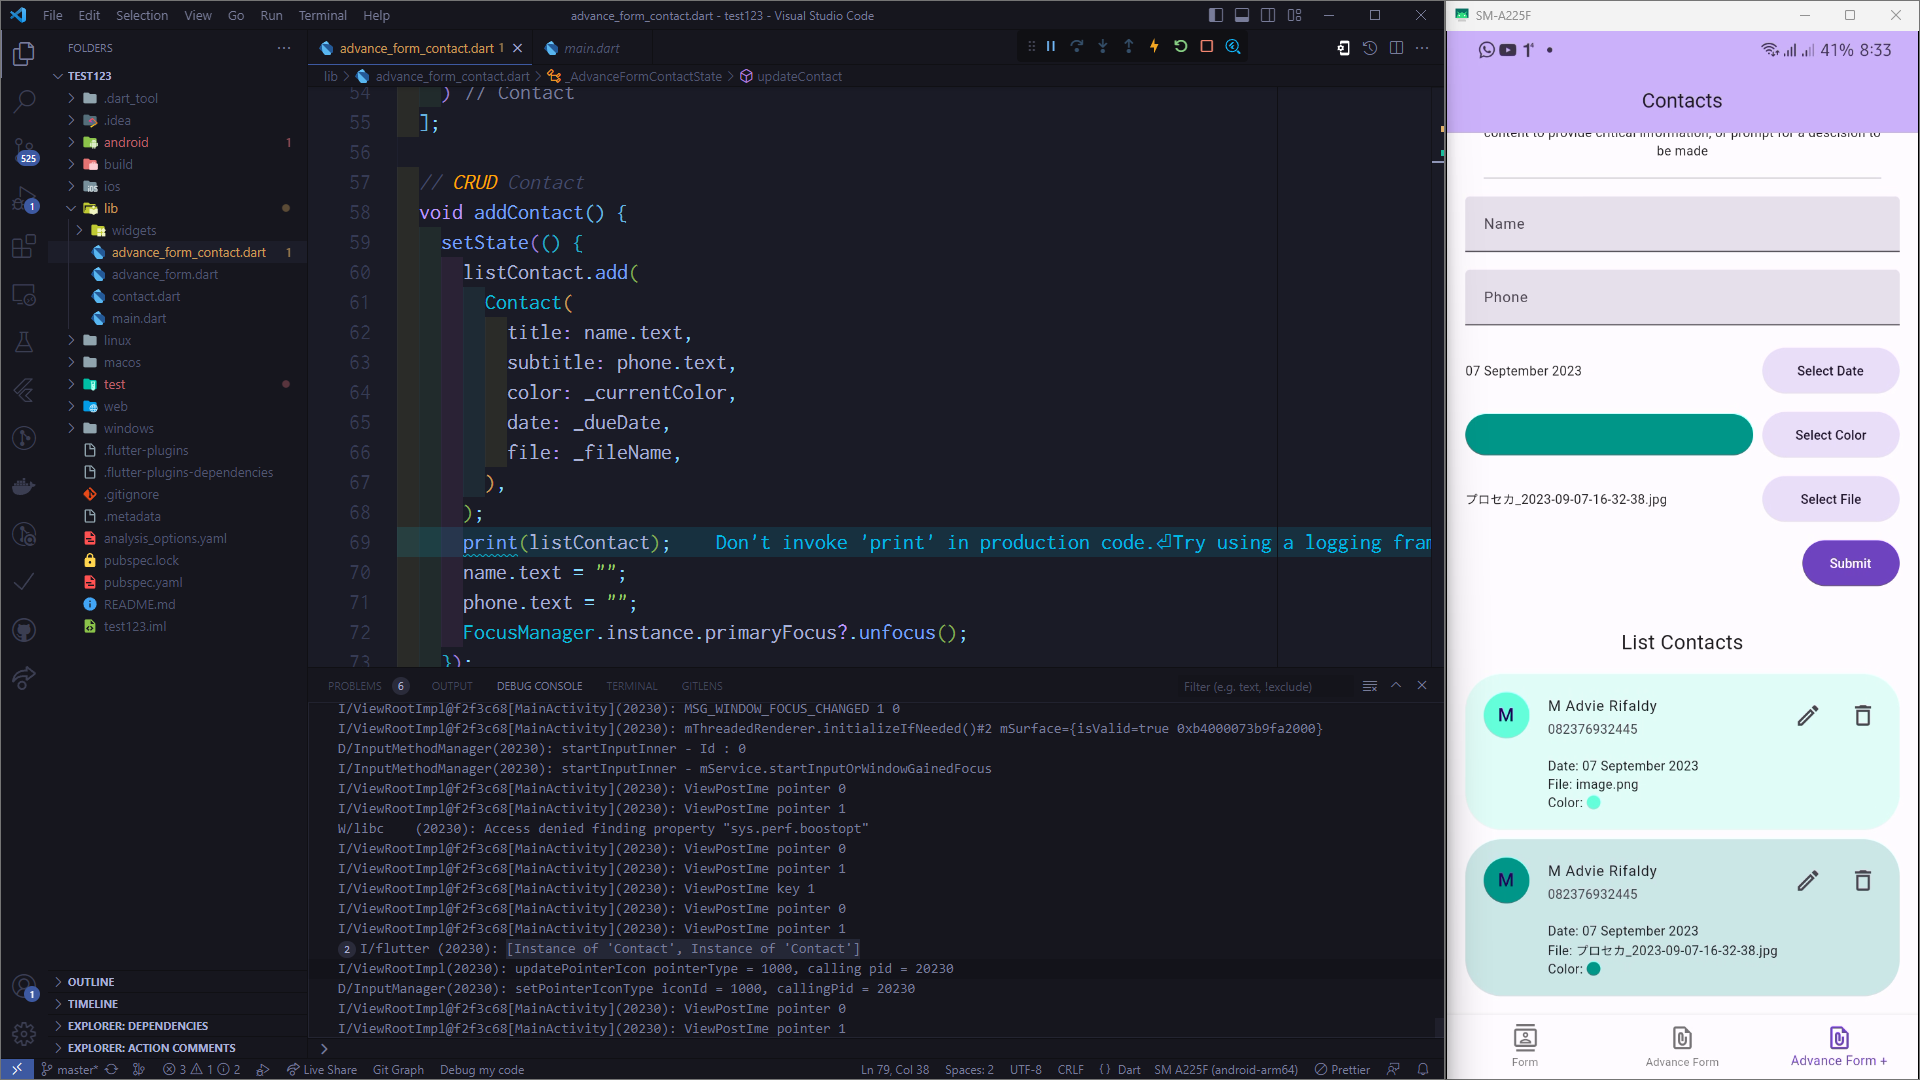 File Edit Selection View Go Run Terminal Help
advance_form_contact.dart - test123 - Visual Studio Code
FOLDERS
TEST123
.dart_tool
.idea
android 1
build
ios
lib
widgets
advance_form_contact.dart 1
advance_form.dart
contact.dart
main.dart
linux
macos
test
web
windows
.flutter-plugins
.flutter-plugins-dependencies
.gitignore
.metadata
analysis_options.yaml
pubspec.lock
pubspec.yaml
README.md
test123.iml
OUTLINE
TIMELINE
EXPLORER: DEPENDENCIES
EXPLORER: ACTION COMMENTS
525
1
1
advance_form_contact.dart 1
main.dart
lib > advance_form_contact.dart > _AdvanceFormContactState > updateContact
54 ) // Contact
55 ];
56
57 // CRUD Contact
58 void addContact() {
59 setState(() {
60 listContact.add(
61 Contact(
62 title: name.text,
63 subtitle: phone.text,
64 color: _currentColor,
65 date: _dueDate,
66 file: _fileName,
67 ),
68 );
69 print(listContact); Don't invoke 'print' in production code.⏎Try using a logging fram
70 name.text = "";
71 phone.text = "";
72 FocusManager.instance.primaryFocus?.unfocus();
73 });
PROBLEMS 6 OUTPUT DEBUG CONSOLE TERMINAL GITLENS
Filter (e.g. text, !exclude)
I/ViewRootImpl@f2f3c68[MainActivity](20230): MSG_WINDOW_FOCUS_CHANGED 1 0
I/ViewRootImpl@f2f3c68[MainActivity](20230): mThreadedRenderer.initializeIfNeeded()#2 mSurface={isValid=true 0xb4000073b9fa2000}
D/InputMethodManager(20230): startInputInner - Id : 0
I/InputMethodManager(20230): startInputInner - mService.startInputOrWindowGainedFocus
I/ViewRootImpl@f2f3c68[MainActivity](20230): ViewPostIme pointer 0
I/ViewRootImpl@f2f3c68[MainActivity](20230): ViewPostIme pointer 1
W/libc    (20230): Access denied finding property "sys.perf.boostopt"
I/ViewRootImpl@f2f3c68[MainActivity](20230): ViewPostIme pointer 0
I/ViewRootImpl@f2f3c68[MainActivity](20230): ViewPostIme pointer 1
I/ViewRootImpl@f2f3c68[MainActivity](20230): ViewPostIme key 1
I/ViewRootImpl@f2f3c68[MainActivity](20230): ViewPostIme pointer 0
I/ViewRootImpl@f2f3c68[MainActivity](20230): ViewPostIme pointer 1
2 I/flutter (20230): [Instance of 'Contact', Instance of 'Contact']
I/ViewRootImpl(20230): updatePointerIcon pointerType = 1000, calling pid = 20230
D/InputManager(20230): setPointerIconType iconId = 1000, callingPid = 20230
I/ViewRootImpl@f2f3c68[MainActivity](20230): ViewPostIme pointer 0
I/ViewRootImpl@f2f3c68[MainActivity](20230): ViewPostIme pointer 1
master* 3 1 2 Live Share Git Graph Debug my code
Ln 79, Col 38 Spaces: 2 UTF-8 CRLF {} Dart SM A225F (android-arm64) Prettier
SM-A225F
41% 8:33
Contacts
content to provide critical information, or prompt for a descision to
be made
Name
Phone
07 September 2023
Select Date
Select Color
プロセカ_2023-09-07-16-32-38.jpg
Select File
Submit
List Contacts
M
M Advie Rifaldy
082376932445
Date: 07 September 2023
File: image.png
Color:
M
M Advie Rifaldy
082376932445
Date: 07 September 2023
File: プロセカ_2023-09-07-16-32-38.jpg
Color:
Form
Advance Form
Advance Form +